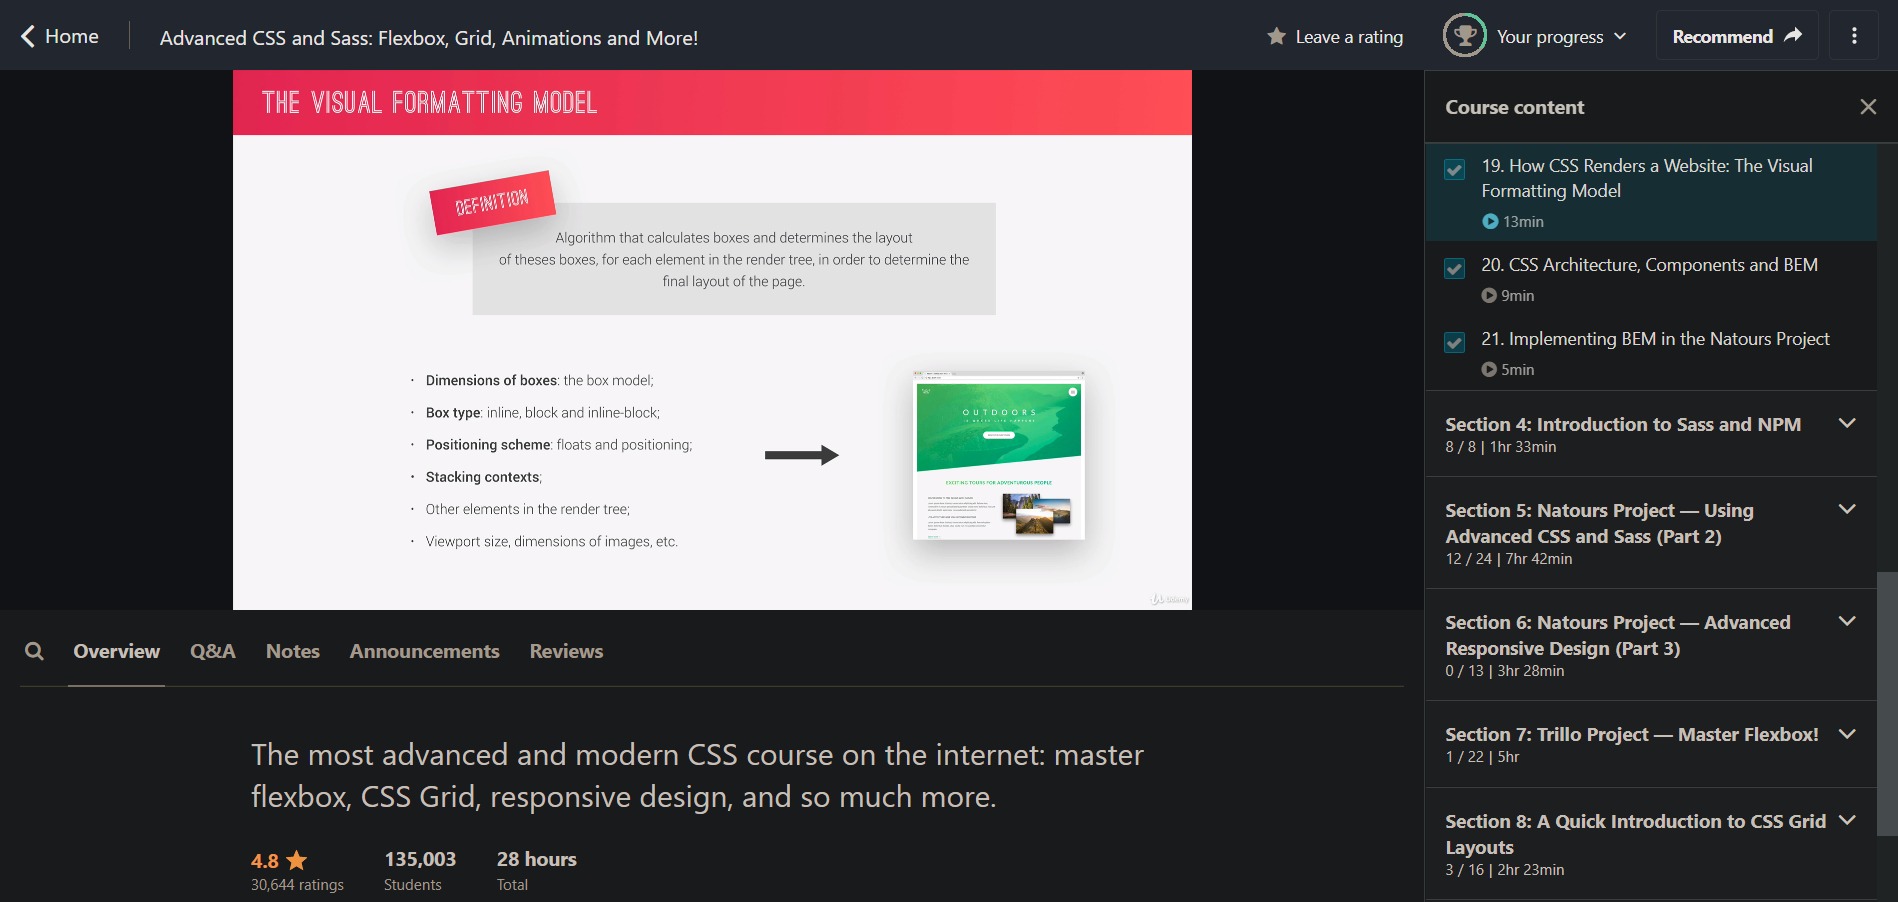 Home
Advanced CSS and Sass: Flexbox, Grid, Animations and More!
Leave a rating
Your progress
Recommend
THE VISUAL FORMATTING MODEL
DEFINITION
Algorithm that calculates boxes and determines the layout
of theses boxes, for each element in the render tree, in order to determine the
final layout of the page.
· Dimensions of boxes: the box model;
· Box type: inline, block and inline-block;
· Positioning scheme: floats and positioning;
· Stacking contexts;
· Other elements in the render tree;
· Viewport size, dimensions of images, etc.
OUTDOORS
EXCITING TOURS FOR ADVENTUROUS PEOPLE
Udemy
Course content
19. How CSS Renders a Website: The Visual
Formatting Model
13min
20. CSS Architecture, Components and BEM
9min
21. Implementing BEM in the Natours Project
5min
Section 4: Introduction to Sass and NPM
8 / 8 | 1hr 33min
Section 5: Natours Project — Using
Advanced CSS and Sass (Part 2)
12 / 24 | 7hr 42min
Section 6: Natours Project — Advanced
Responsive Design (Part 3)
0 / 13 | 3hr 28min
Section 7: Trillo Project — Master Flexbox!
1 / 22 | 5hr
Section 8: A Quick Introduction to CSS Grid
Layouts
3 / 16 | 2hr 23min
Overview
Q&A
Notes
Announcements
Reviews
The most advanced and modern CSS course on the internet: master
flexbox, CSS Grid, responsive design, and so much more.
4.8
30,644 ratings
135,003
Students
28 hours
Total